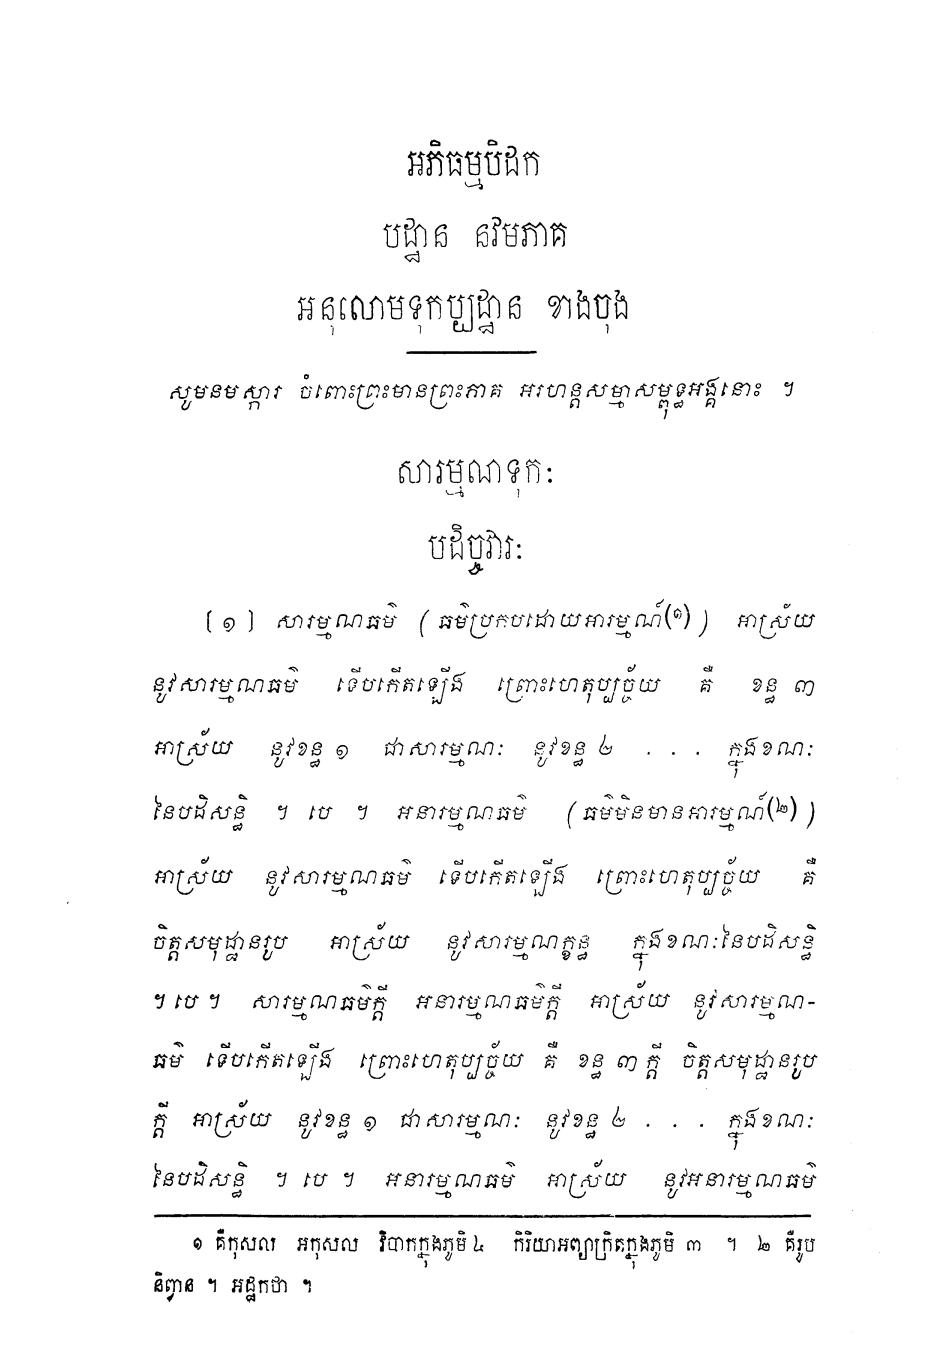 អភិធម្មបិដក
បដ្ឋាន នវមភាគ
អនុលោមទុកប្បដ្ឋាន ខាងចុង
សូមនមស្ការ ចំពោះព្រះមានព្រះភាគ អរហន្តសម្មាសម្ពុទ្ធអង្គនោះ ។
សារម្មណទុកៈ
បដិច្ចវារៈ
[ ១ ] សារម្មណធម៌ ( ធម៌ប្រកបដោយអារម្មណ៍(១) ) អាស្រ័យ
នូវសារម្មណធម៌ ទើបកើតឡើង ព្រោះហេតុប្បច្ច័យ គឺ ខន្ធ ៣
អាស្រ័យ នូវខន្ធ ១ ជាសារម្មណៈ នូវខន្ធ ២ . . . ក្នុងខណៈ
នៃបដិសន្ធិ ។ បេ ។ អនារម្មណធម៌ ( ធម៌មិនមានអារម្មណ៍(២) )
អាស្រ័យ នូវសារម្មណធម៌ ទើបកើតឡើង ព្រោះហេតុប្បច្ច័យ គឺ
ចិត្តសមុដ្ឋានរូប អាស្រ័យ នូវសារម្មណក្ខន្ធ ក្នុងខណៈនៃបដិសន្ធិ
។ បេ ។ សារម្មណធម៌ក្តី អនារម្មណធម៌ក្តី អាស្រ័យ នូវសារម្មណ-
ធម៌ ទើបកើតឡើង ព្រោះហេតុប្បច្ច័យ គឺ ខន្ធ ៣ ក្តី ចិត្តសមុដ្ឋានរូប
ក្តី អាស្រ័យ នូវខន្ធ ១ ជាសារម្មណៈ នូវខន្ធ ២ . . . ក្នុងខណៈ
នៃបដិសន្ធិ ។ បេ ។ អនារម្មណធម៌ អាស្រ័យ នូវអនារម្មណធម៌
១ គឺកុសល អកុសល វិបាកក្នុងភូមិ ៤ កិរិយាអព្យាក្រិតក្នុងភូមិ ៣ ។ ២ គឺរូប
និព្វាន ។ អដ្ឋកថា ។